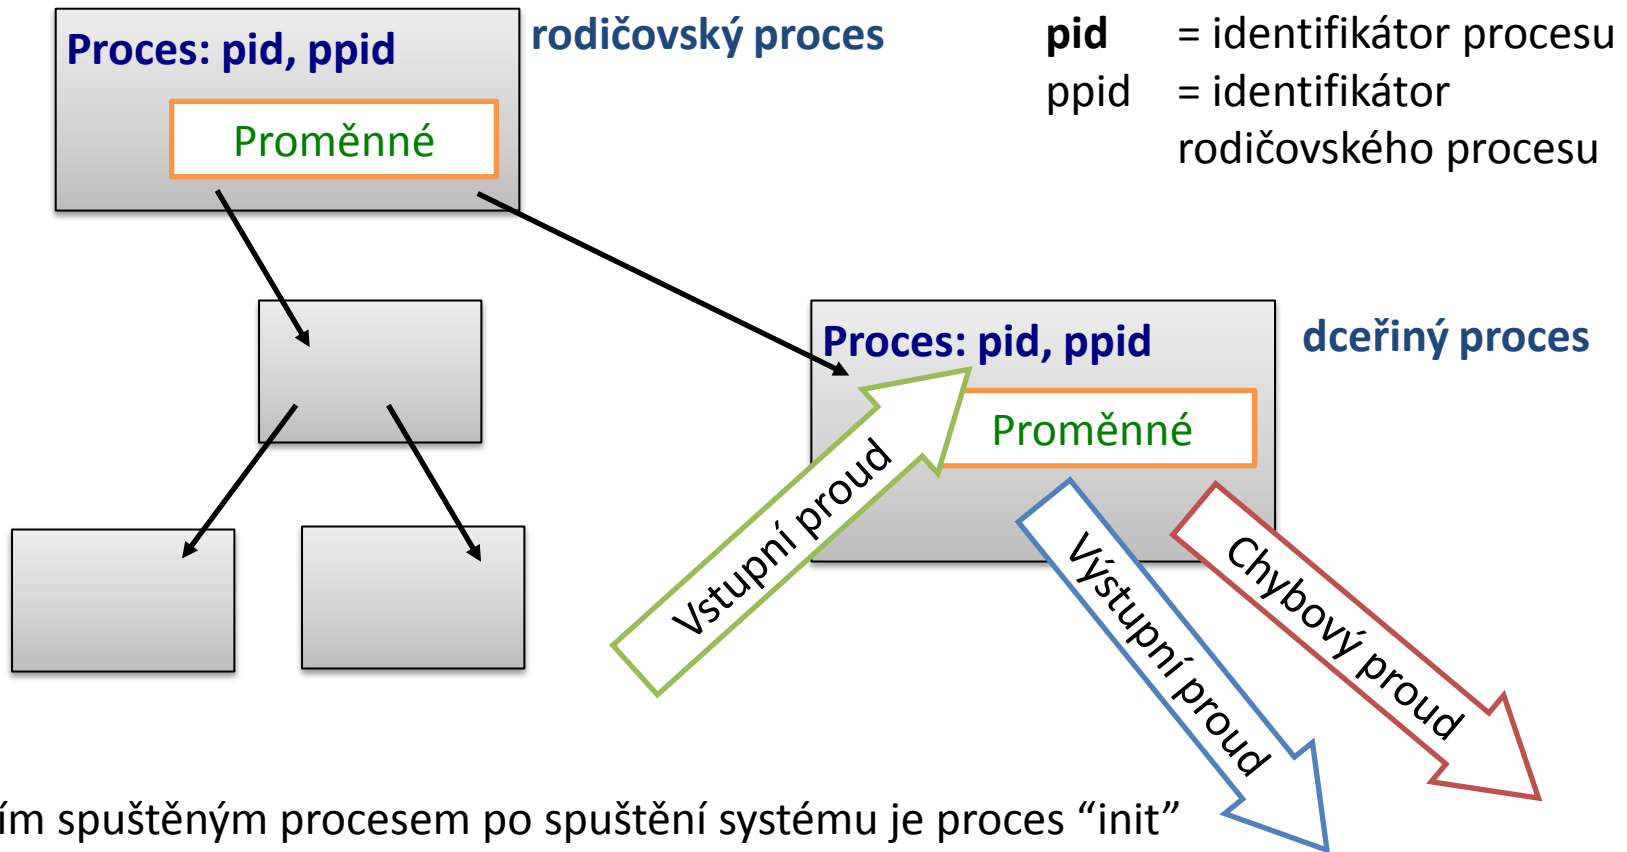 Proces: pid, ppid
rodičovský proces
Proměnné
pid = identifikátor procesu
ppid = identifikátor
rodičovského procesu
Proces: pid, ppid
dceřiný proces
Proměnné
Vstupní proud
Výstupní proud
Chybový proud
ím spuštěným procesem po spuštění systému je proces “init”